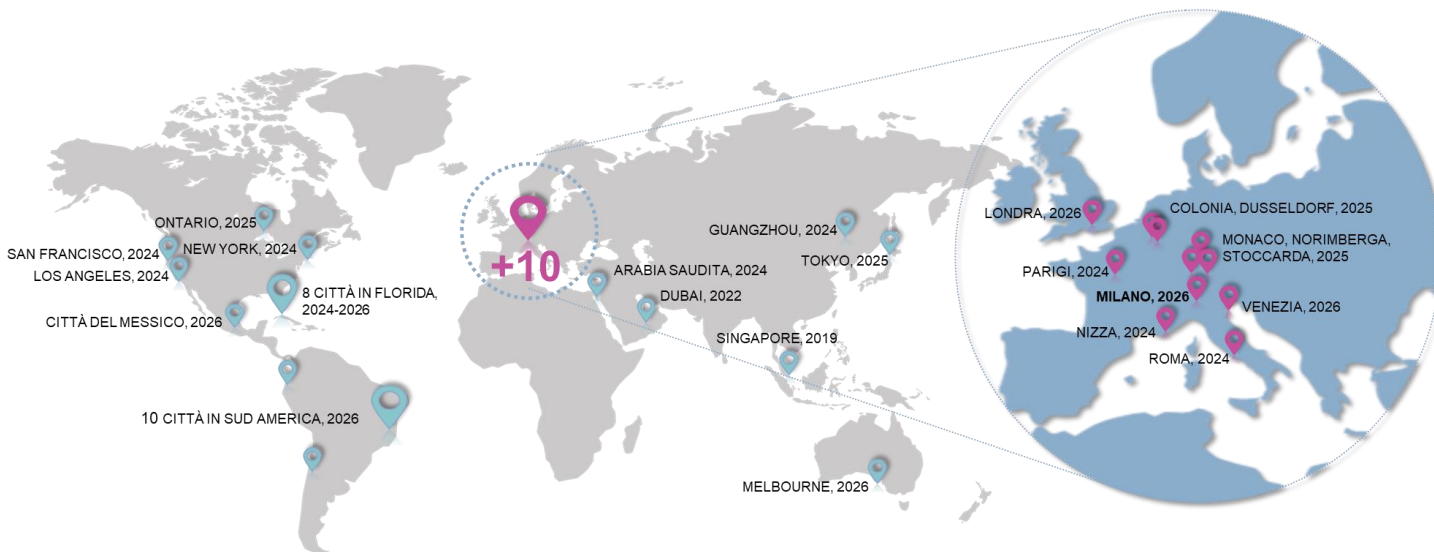 ONTARIO, 2025
SAN FRANCISCO, 2024
NEW YORK, 2024
LOS ANGELES, 2024
8 CITTÀ IN FLORIDA,
2024-2026
CITTÀ DEL MESSICO, 2026
10 CITTÀ IN SUD AMERICA, 2026
+10
GUANGZHOU, 2024
TOKYO, 2025
ARABIA SAUDITA, 2024
DUBAI, 2022
SINGAPORE, 2019
MELBOURNE, 2026
LONDRA, 2026
COLONIA, DUSSELDORF, 2025
MONACO, NORIMBERGA,
STOCCARDA, 2025
PARIGI, 2024
MILANO, 2026
VENEZIA, 2026
NIZZA, 2024
ROMA, 2024